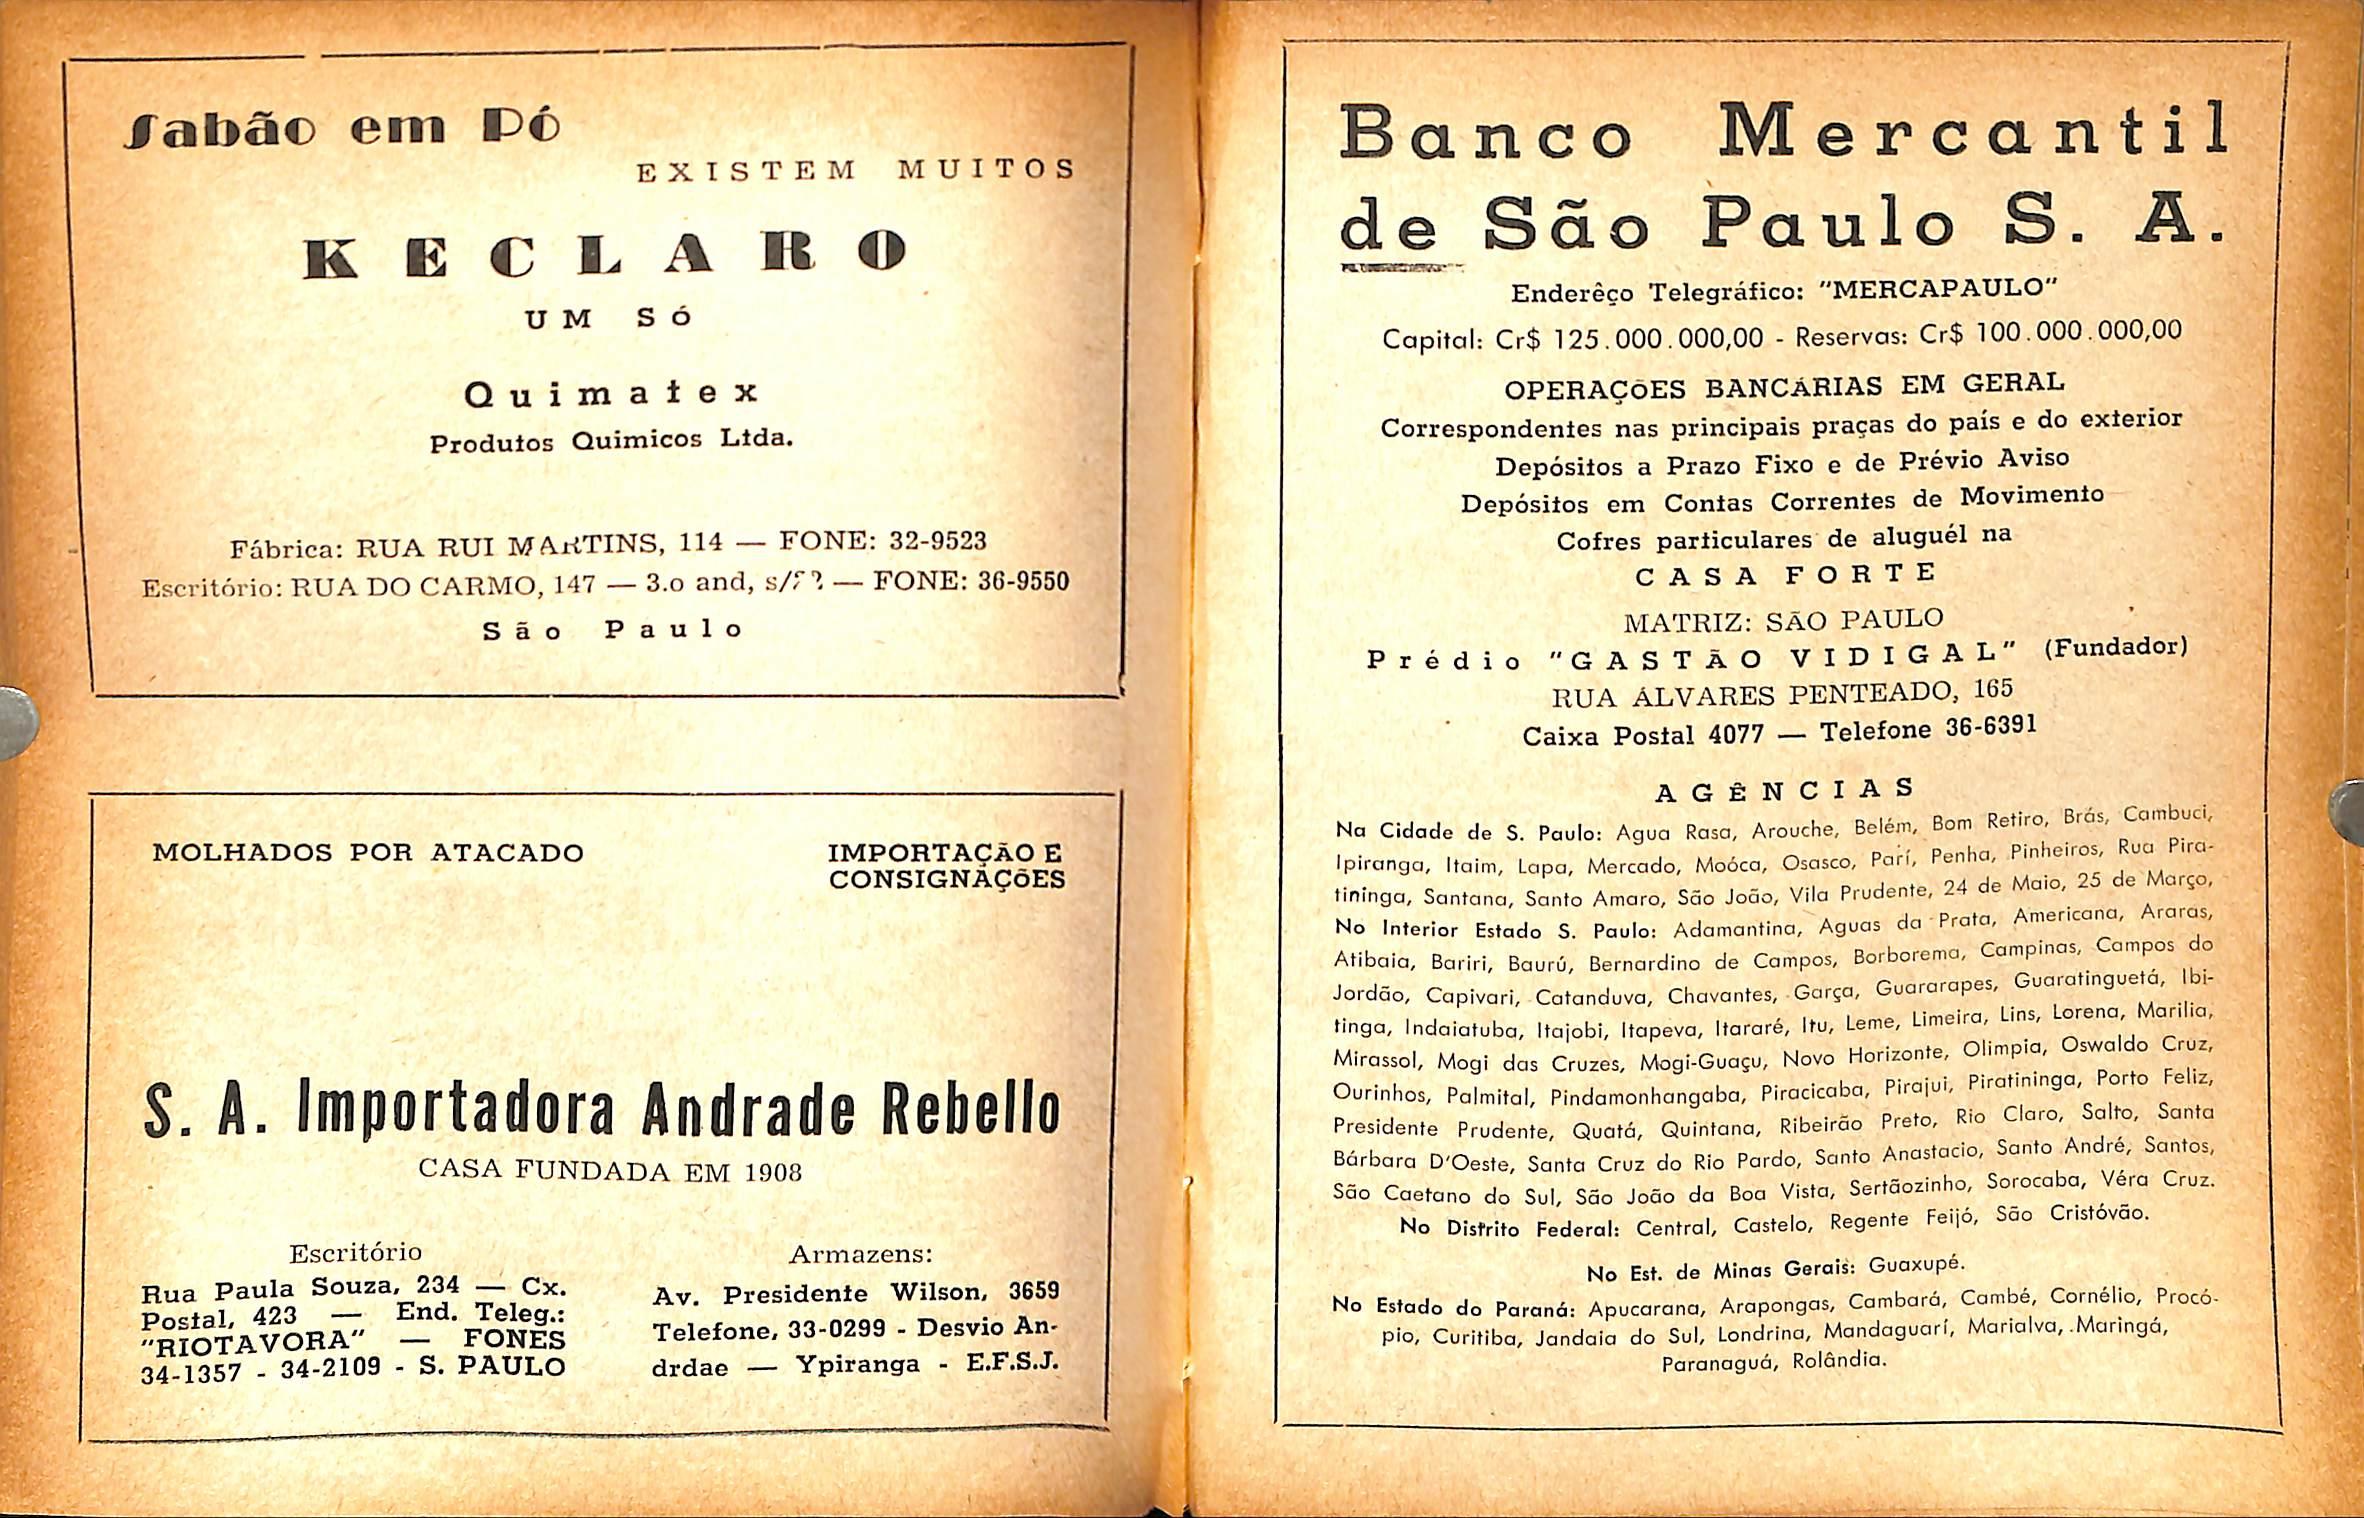 Sabão em Pó
EXISTEM MUITOS
KECLARO
UM SÓ
Quimatex
Produtos Quimicos Ltda.
Fábrica: RUA RUI MARTINS, 114 — FONE: 32-9523
Escritório: RUA DO CARMO, 147 — 3.o and, — FONE: 36-9550
São Paulo
MOLHADOS POR ATACADO
IMPORTAÇÃO E
CONSIGNAÇÕES
S. A. Importadora Andrade Rebello
CASA FUNDADA EM 1908
Escritório
Rua Paula Souza, 234 — Cx.
Postal, 423 — End. Teleg.:
"RIOTAVORA" — FONES
34-1357 - 34-2109 - S. PAULO
Armazens:
Av. Presidente Wilson, 3659
Telefone, 33-0299 - Desvio An-
drdae — Ypiranga - E.F.S.J.
Banco Mercantil
de São Paulo S. A.
Enderêço Telegráfico: "MERCAPAULO"
Capital: Cr$ 125.000.000,00 - Reservas: Cr$ 100.000.000,00
OPERAÇÕES BANCÁRIAS EM GERAL
Correspondentes nas principais praças do país e do exterior
Depósitos a Prazo Fixo e de Prévio Aviso
Depósitos em Contas Correntes de Movimento
Cofres particulares de aluguél na
CASA FORTE
MATRIZ: SÃO PAULO
Prédio "GASTÃO VIDIGAL" (Fundador)
RUA ÁLVARES PENTEADO, 165
Caixa Postal 4077 — Telefone 36-6391
AGÊNCIAS
Na Cidade de S. Paulo: Agua Rasa, Arouche, Belém, Bom Retiro, Brás, Cambuci,
Ipiranga, Itaim, Lapa, Mercado, Moóca, Osasco, Parí, Penha, Pinheiros, Rua Pira-
tininga, Santana, Santo Amaro, São João, Vila Prudente, 24 de Maio, 25 de Março,
No Interior Estado S. Paulo: Adamantina, Aguas da Prata, Americana, Araras,
Atibaia, Bariri, Baurú, Bernardino de Campos, Borborema, Campinas, Campos do
Jordão, Capivari, Catanduva, Chavantes, Garça, Guararapes, Guaratinguetá, Ibi-
tinga, Indaiatuba, Itajobi, Itapeva, Itararé, Itu, Leme, Limeira, Lins, Lorena, Marilia,
Mirassol, Mogi das Cruzes, Mogi-Guaçu, Novo Horizonte, Olimpia, Oswaldo Cruz,
Ourinhos, Palmital, Pindamonhangaba, Piracicaba, Pirajui, Piratininga, Porto Feliz,
Presidente Prudente, Quatá, Quintana, Ribeirão Preto, Rio Claro, Salto, Santa
Bárbara D'Oeste, Santa Cruz do Rio Pardo, Santo Anastacio, Santo André, Santos,
São Caetano do Sul, São João da Boa Vista, Sertãozinho, Sorocaba, Véra Cruz.
No Distrito Federal: Central, Castelo, Regente Feijó, São Cristóvão.
No Est. de Minas Gerais: Guaxupé.
No Estado do Paraná: Apucarana, Arapongas, Cambará, Cambé, Cornélio, Procó-
pio, Curitiba, Jandaia do Sul, Londrina, Mandaguarí, Marialva, Maringá,
Paranaguá, Rolândia.